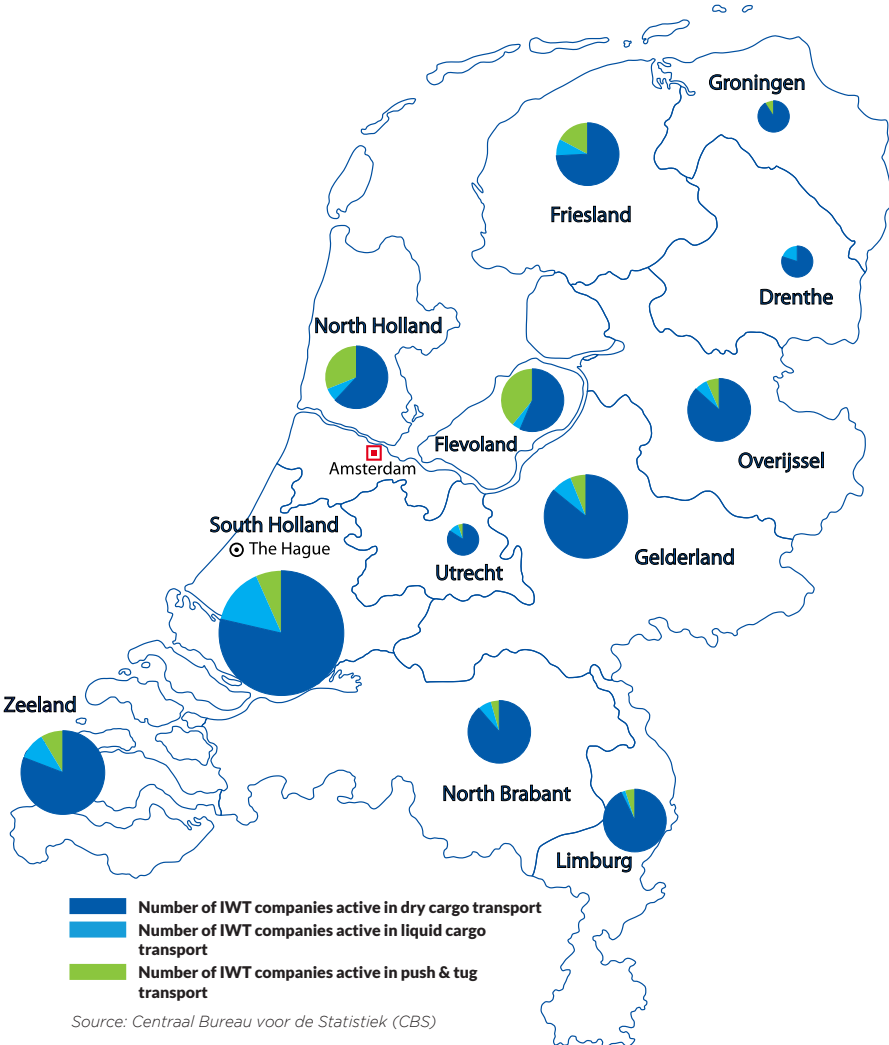 Groningen
Friesland
Drenthe
North Holland
Flevoland
Amsterdam
Overijssel
South Holland
The Hague
Utrecht
Gelderland
Zeeland
North Brabant
Limburg
Number of IWT companies active in dry cargo transport
Number of IWT companies active in liquid cargo
transport
Number of IWT companies active in push & tug
transport
Source: Centraal Bureau voor de Statistiek (CBS)